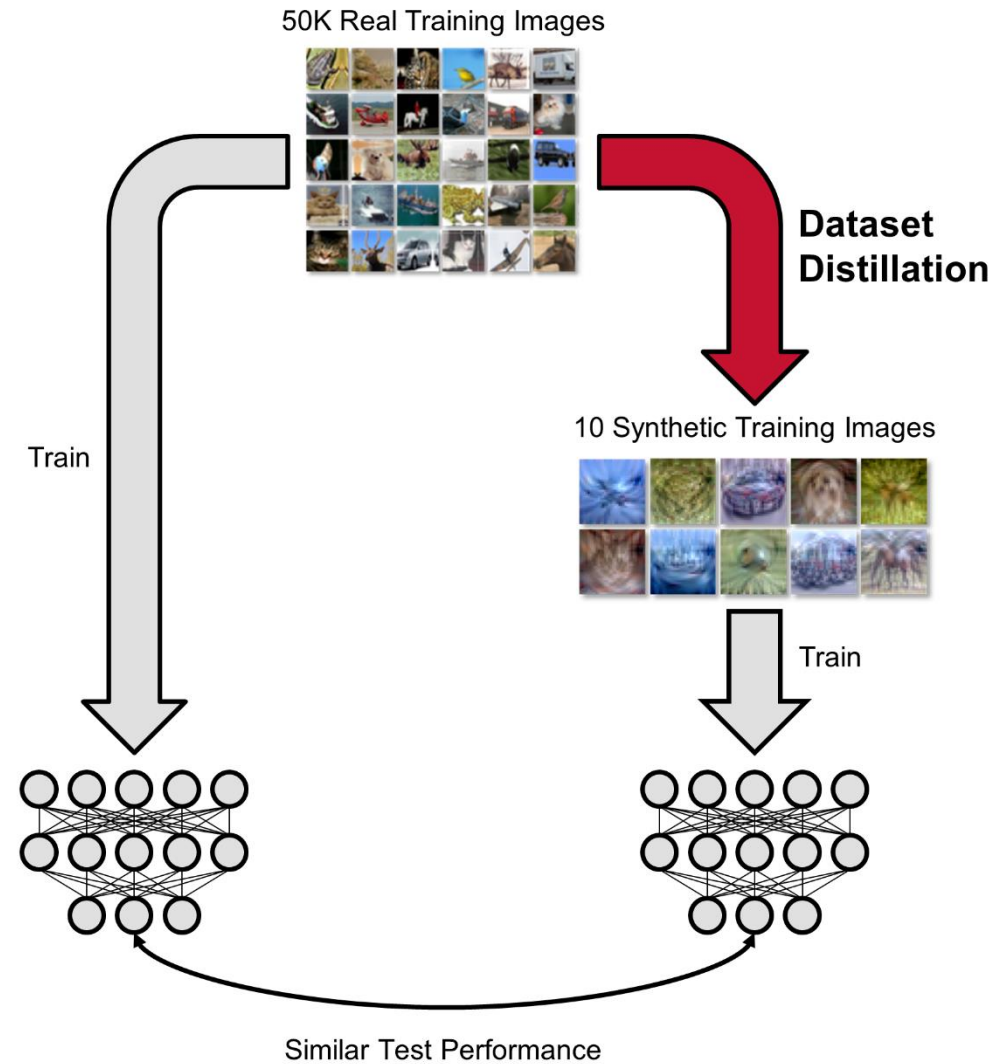 50K Real Training Images
Dataset
Distillation
10 Synthetic Training Images
Train
Train
Similar Test Performance